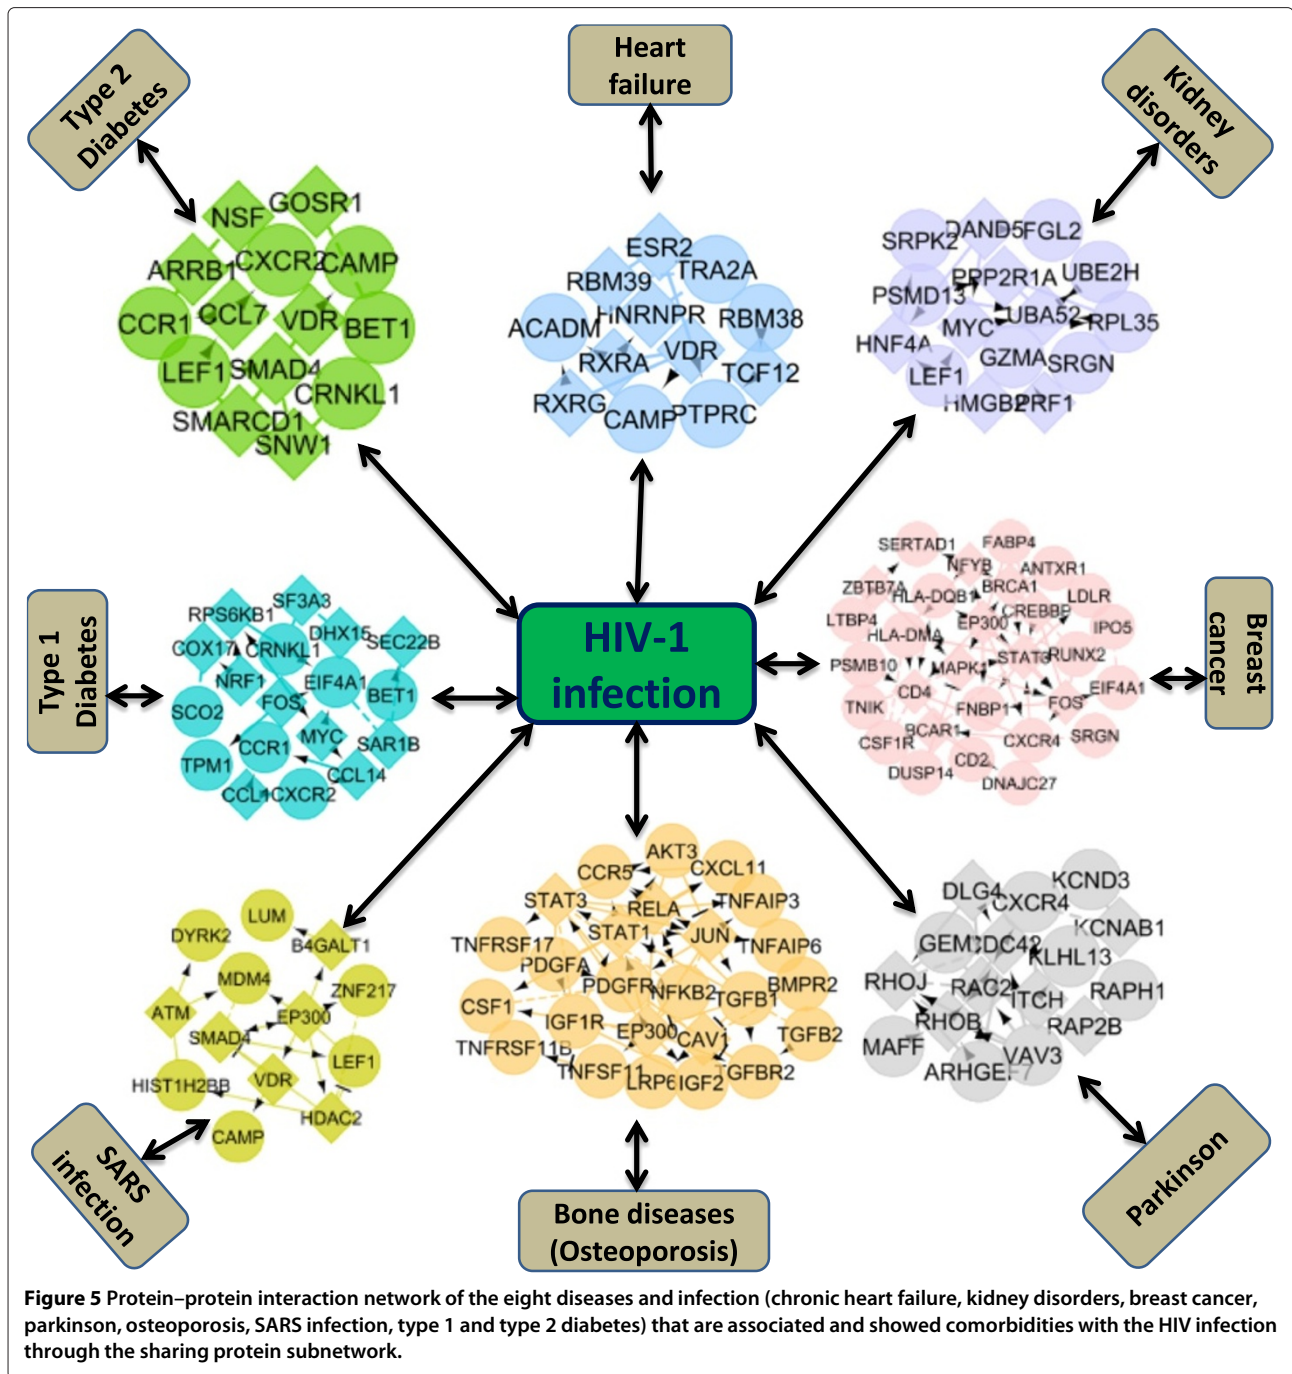 Type 2
Diabetes
Heart
failure
Kidney
disorders
NSF
GOSR1
ARRB1
CXCR2
CAMP
CCR1
CCL7
VDR
BET1
LEF1
SMAD4
CRNKL1
SMARCD1
SNW1
ESR2
RBM39
TRA2A
ACADM
HNRNPR
RBM38
RXRA
VDR
TCF12
RXRG
CAMP
PTPRC
SRPK2
DAND5
FGL2
PPP2R1A
UBE2H
PSMD13
MYC
UBA52
RPL35
HNF4A
GZMA
SRGN
LEF1
HMGB2
PRF1
HIV-1
infection
Type 1
Diabetes
RPS6KB1
SF3A3
COX17
CRNKL1
DHX15
SEC22B
NRF1
EIF4A1
BET1
SCO2
FOS
MYC
CCR1
SAR1B
TPM1
CCL14
CCL1
CXCR2
Breast
cancer
SERTAD1
FABP4
NFYB
ANTXR1
ZBTB7A
HLA-DQB1
BRCA1
LDLR
LTBP4
CREBBP
HLA-DMA
EP300
IPO5
PSMB10
MAPK1
STAT3
RUNX2
CD4
EIF4A1
TNIK
FNBP1
FOS
BCAR1
CSF1R
CXCR4
SRGN
CD2
DUSP14
DNAJC27
LUM
DYRK2
B4GALT1
MDM4
ZNF217
ATM
EP300
SMAD4
LEF1
HIST1H2BB
VDR
HDAC2
CAMP
AKT3
CCR5
CXCL11
STAT3
RELA
TNFAIP3
STAT1
JUN
TNFRSF17
TNFAIP6
PDGFA
PDGFR
NFKB2
BMPR2
CSF1
TGFB1
IGF1R
EP300
CAV1
TGFB2
TNFRSF11B
TNFSF11
LRP6
IGF2
TGFBR2
DLG4
CXCR4
KCND3
GEM
CDC42
KCNAB1
KLHL13
RHOJ
RAC2
ITCH
RAPH1
RHOB
RAP2B
MAFF
VAV3
ARHGEF7
SARS
infection
Bone diseases
(Osteoporosis)
Parkinson
Figure 5 Protein–protein interaction network of the eight diseases and infection (chronic heart failure, kidney disorders, breast cancer,
parkinson, osteoporosis, SARS infection, type 1 and type 2 diabetes) that are associated and showed comorbidities with the HIV infection
through the sharing protein subnetwork.